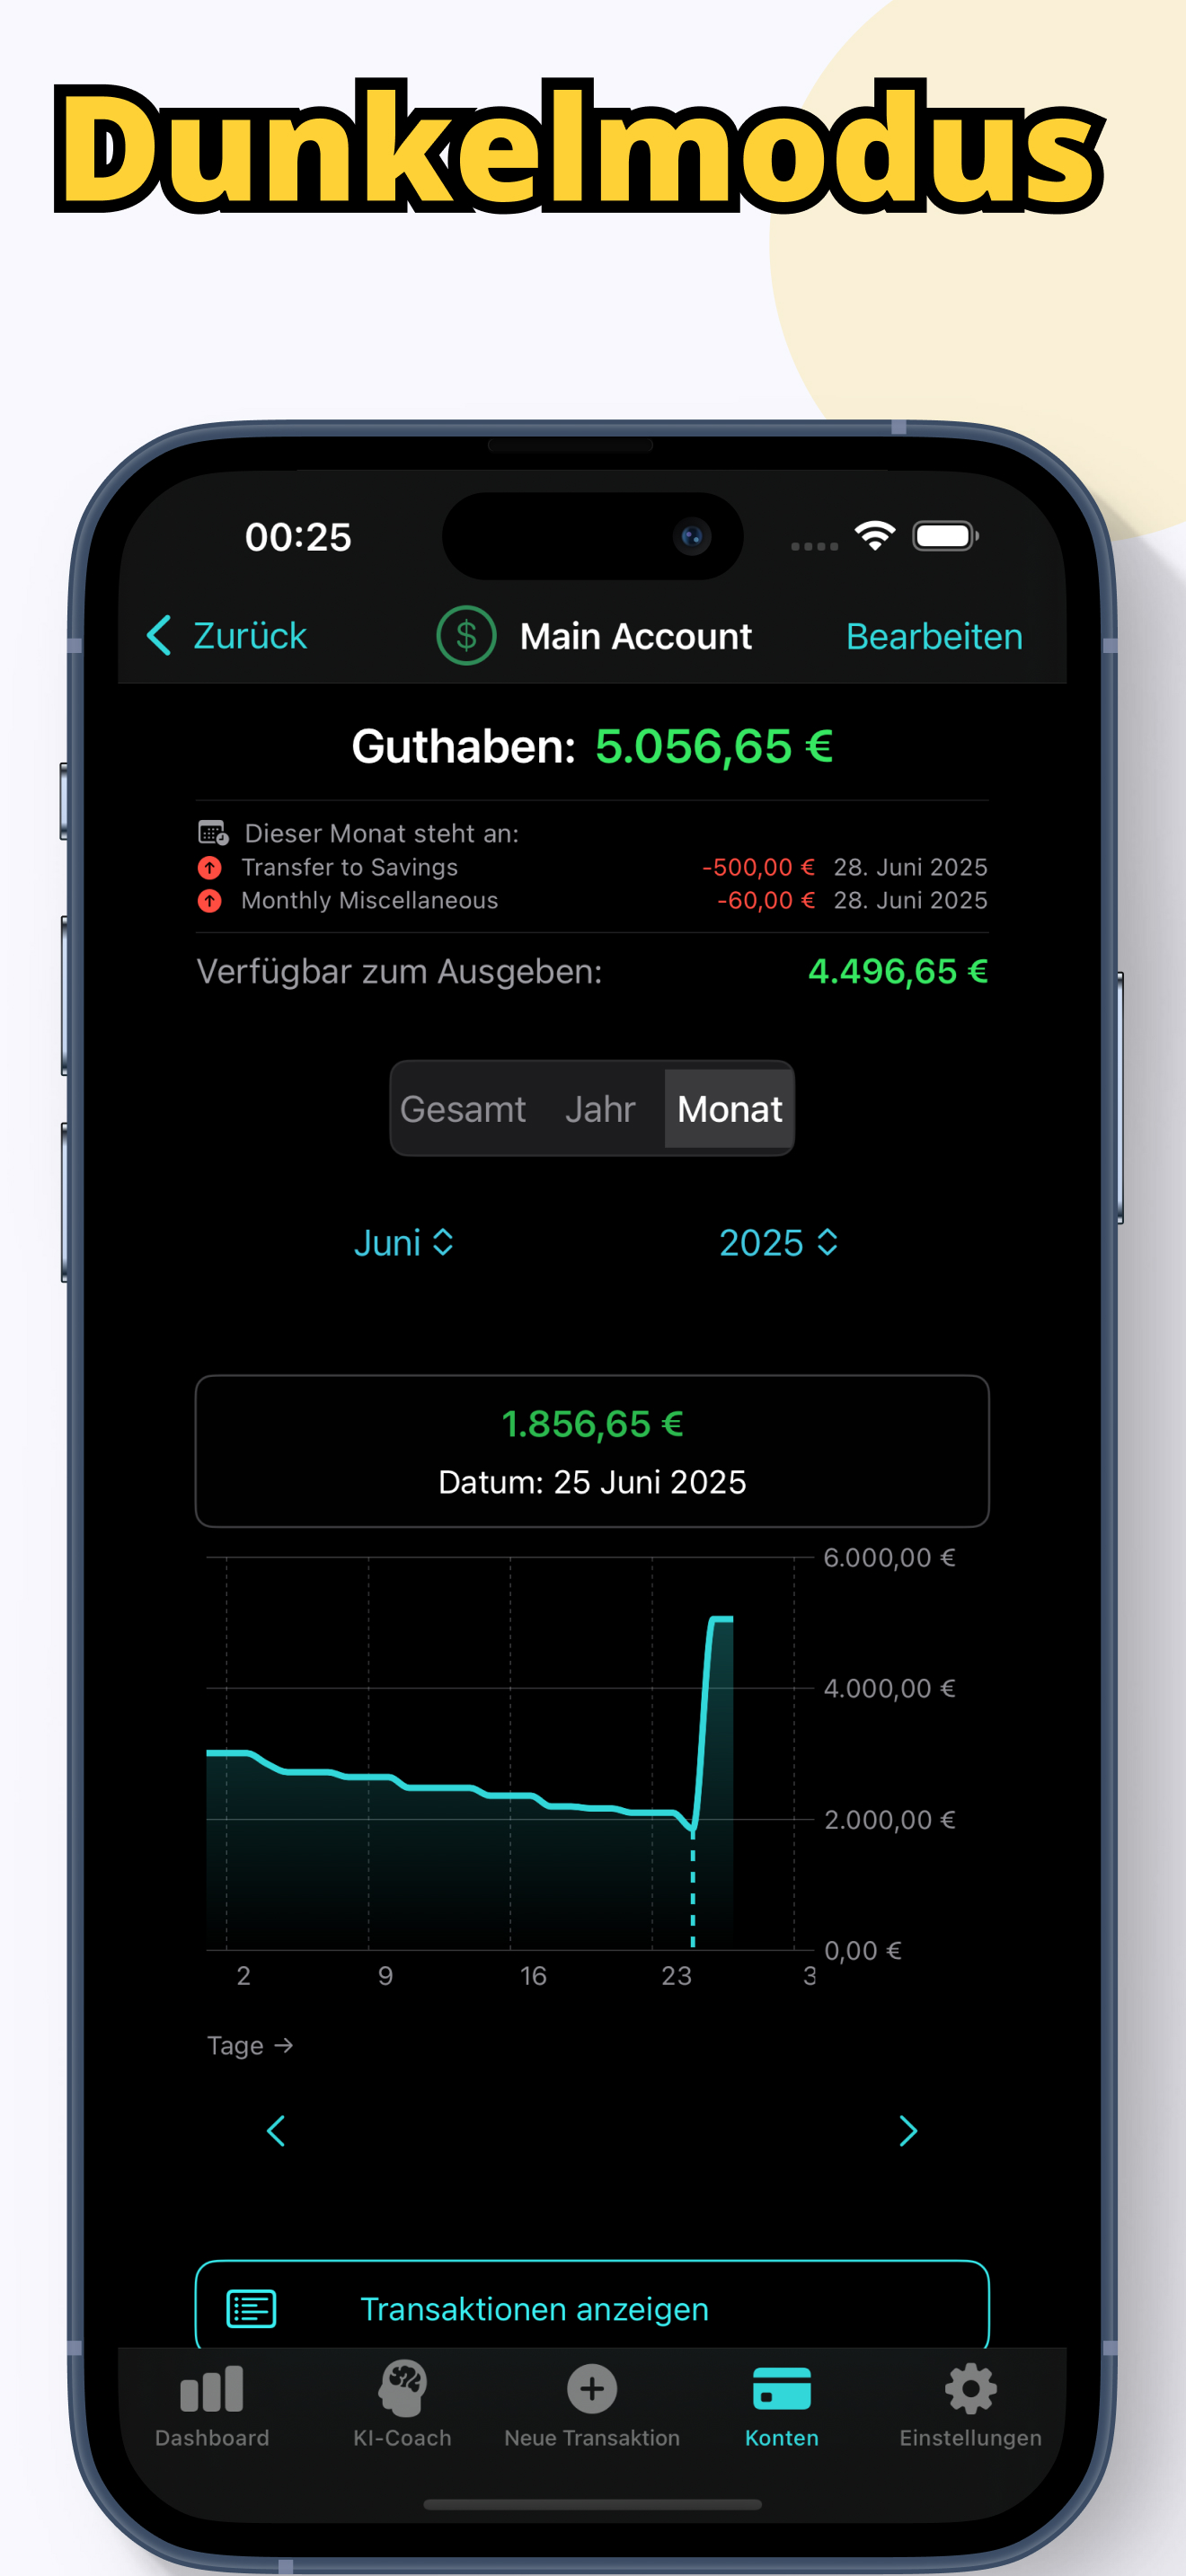 Dunkelmodus
00:25
Zurück
$
Main Account
Bearbeiten
Guthaben: 5.056,65 €
Dieser Monat steht an:
Transfer to Savings -500,00 € 28. Juni 2025
Monthly Miscellaneous -60,00 € 28. Juni 2025
Verfügbar zum Ausgeben: 4.496,65 €
Gesamt Jahr Monat
Juni 2025
1.856,65 €
Datum: 25 Juni 2025
6.000,00 €
4.000,00 €
2.000,00 €
0,00 €
2 9 16 23 3
Tage →
Transaktionen anzeigen
Dashboard KI-Coach Neue Transaktion Konten Einstellungen